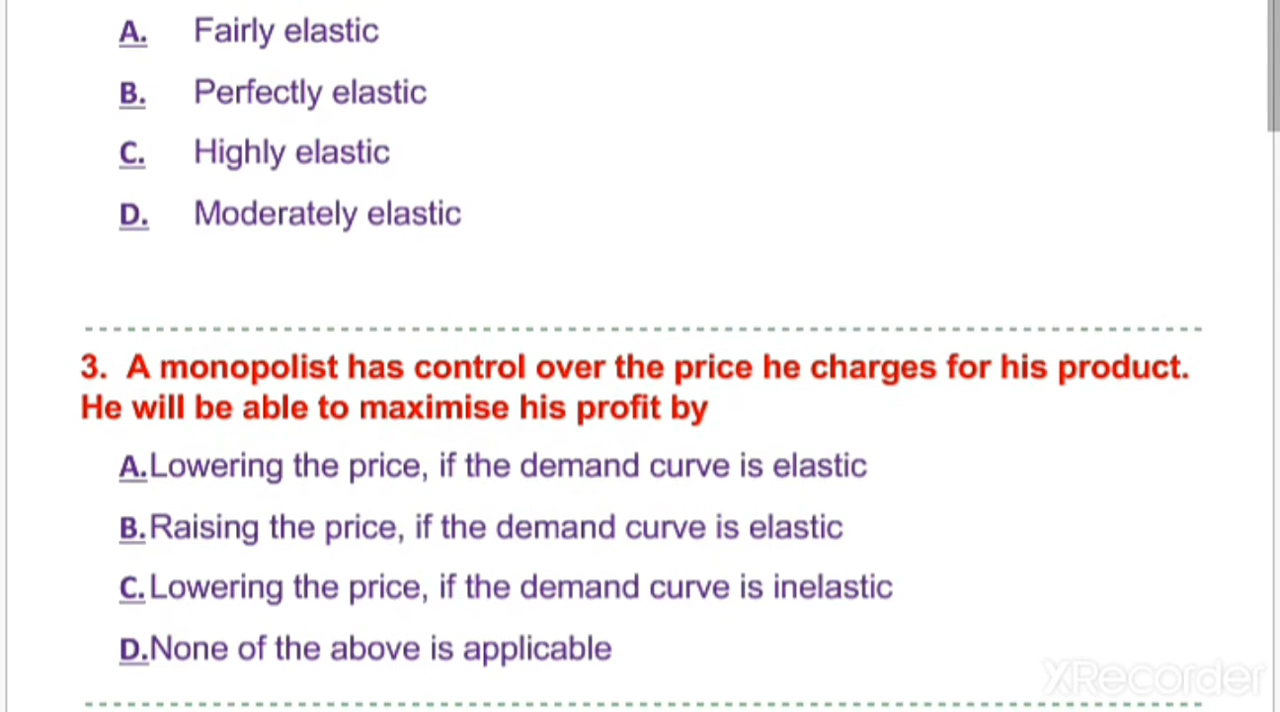 A. Fairly elastic
B. Perfectly elastic
C. Highly elastic
D. Moderately elastic
3. A monopolist has control over the price he charges for his product.
He will be able to maximise his profit by
A. Lowering the price, if the demand curve is elastic
B. Raising the price, if the demand curve is elastic
C. Lowering the price, if the demand curve is inelastic
D. None of the above is applicable
XRecorder